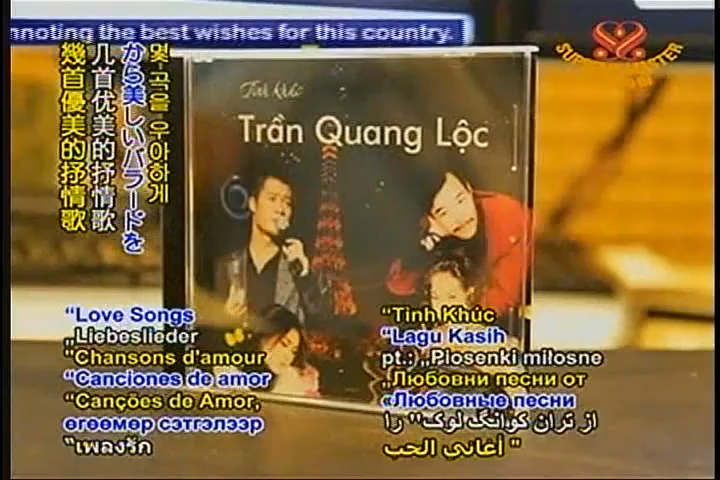 nnoting the best wishes for this country.
SUPREME MASTER
Tình khúc
Trần Quang Lộc
몇 곡을 우아하게
から美しいバラードを
几首优美的抒情歌
幾首優美的抒情歌
“Love Songs
„Liebeslieder
“Chansons d’amour
“Canciones de amor
“Canções de Amor,
өгөөмөр сэтгэлээр
“เพลงรัก
“Tình Khúc
“Lagu Kasih
pt.: „Piosenki miłosne
„Любовни песни от
«Любовные песни
از تران کوانگ لوک" را
" أغاني الحب